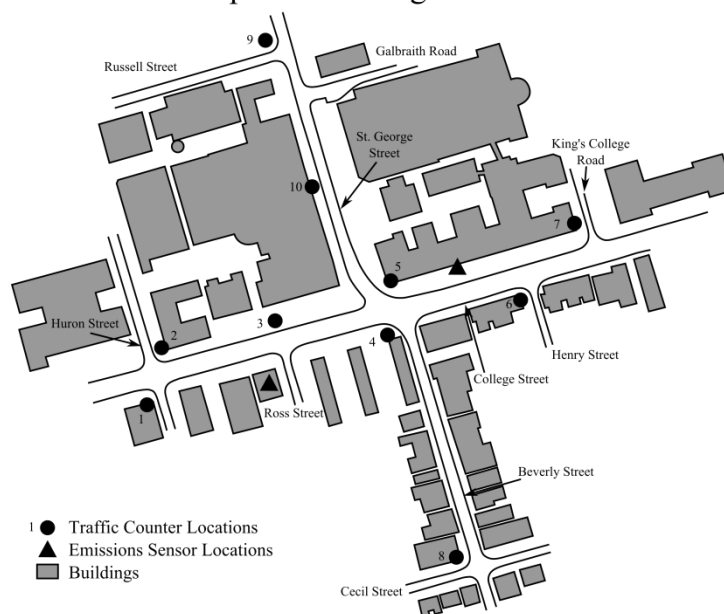 9
Russell Street
Galbraith Road
St. George
Street
King's College
Road
10
7
5
6
3
2
Huron Street
4
Henry Street
College Street
Ross Street
1
Beverly Street
8
Cecil Street
1 Traffic Counter Locations
Emissions Sensor Locations
Buildings